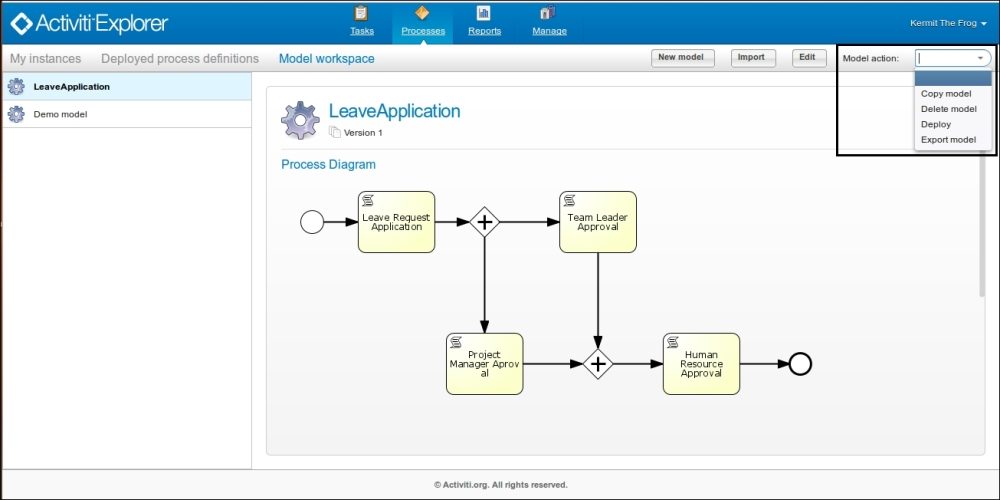 Activiti Explorer
Tasks
Processes
Reports
Manage
Kermit The Frog
My instances
Deployed process definitions
Model workspace
New model
Import
Edit
Model action:
Copy model
Delete model
Deploy
Export model
LeaveApplication
Demo model
LeaveApplication
Version 1
Process Diagram
Leave Request
Application
Team Leader
Approval
Project
Manager Aprov
al
Human
Resource
Approval
© Activiti.org. All rights reserved.